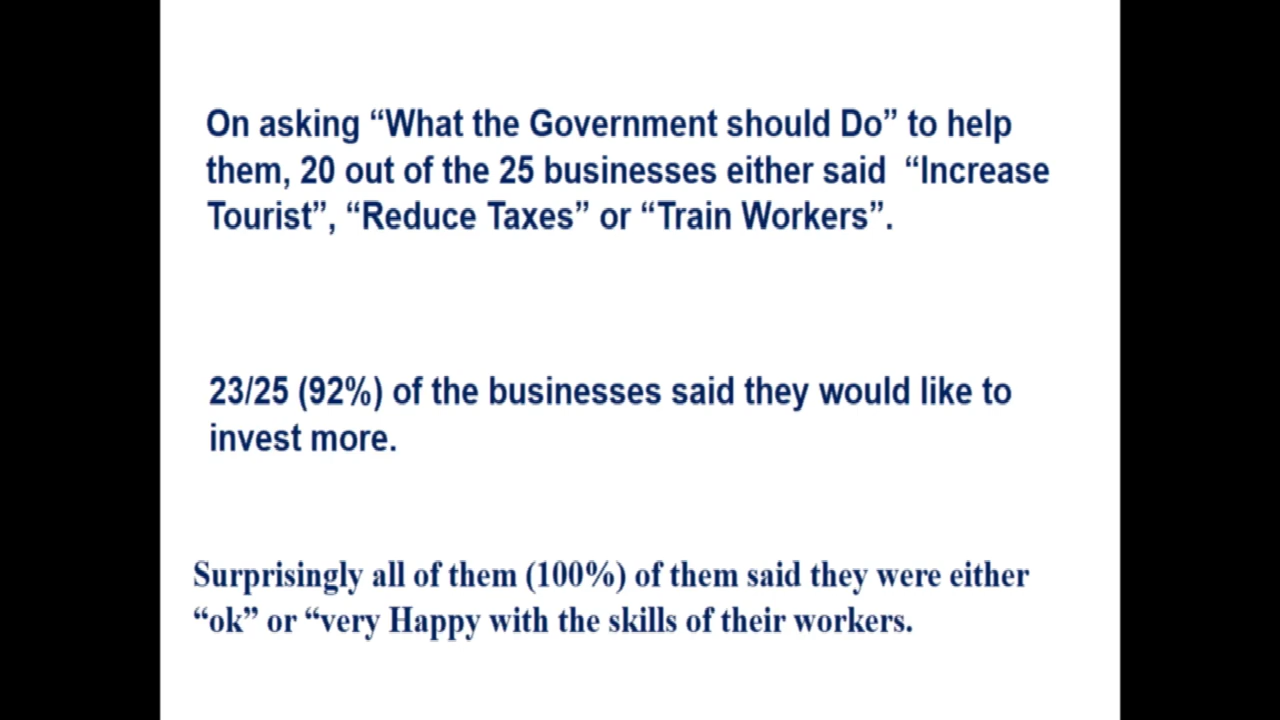 On asking “What the Government should Do” to help
them, 20 out of the 25 businesses either said “Increase
Tourist”, “Reduce Taxes” or “Train Workers”.
23/25 (92%) of the businesses said they would like to
invest more.
Surprisingly all of them (100%) of them said they were either
“ok” or “very Happy with the skills of their workers.